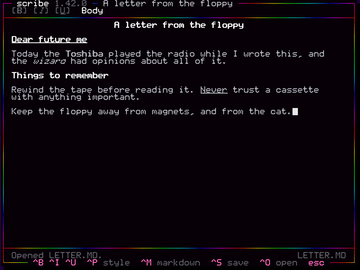 scribe 1.42.0 - A letter from the floppy
[B] [I] [U] Body
A letter from the floppy
Dear future me
Today the Toshiba played the radio while I wrote this, and
the wizard had opinions about all of it.
Things to remember
Rewind the tape before reading it. Never trust a cassette
with anything important.
Keep the floppy away from magnets, and from the cat.
Opened LETTER.MD. LETTER.MD
^B ^I ^U ^P style ^M markdown ^S save ^O open esc